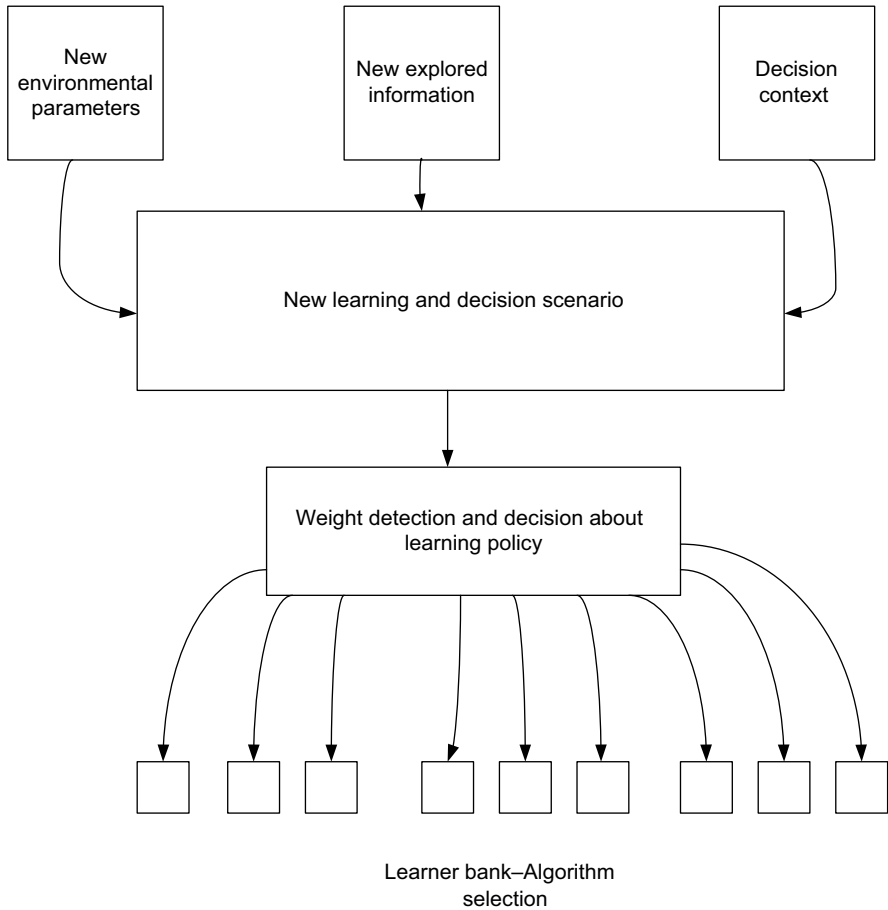 New
environmental
parameters
New explored
information
Decision
context
New learning and decision scenario
Weight detection and decision about
learning policy
Learner bank–Algorithm
selection